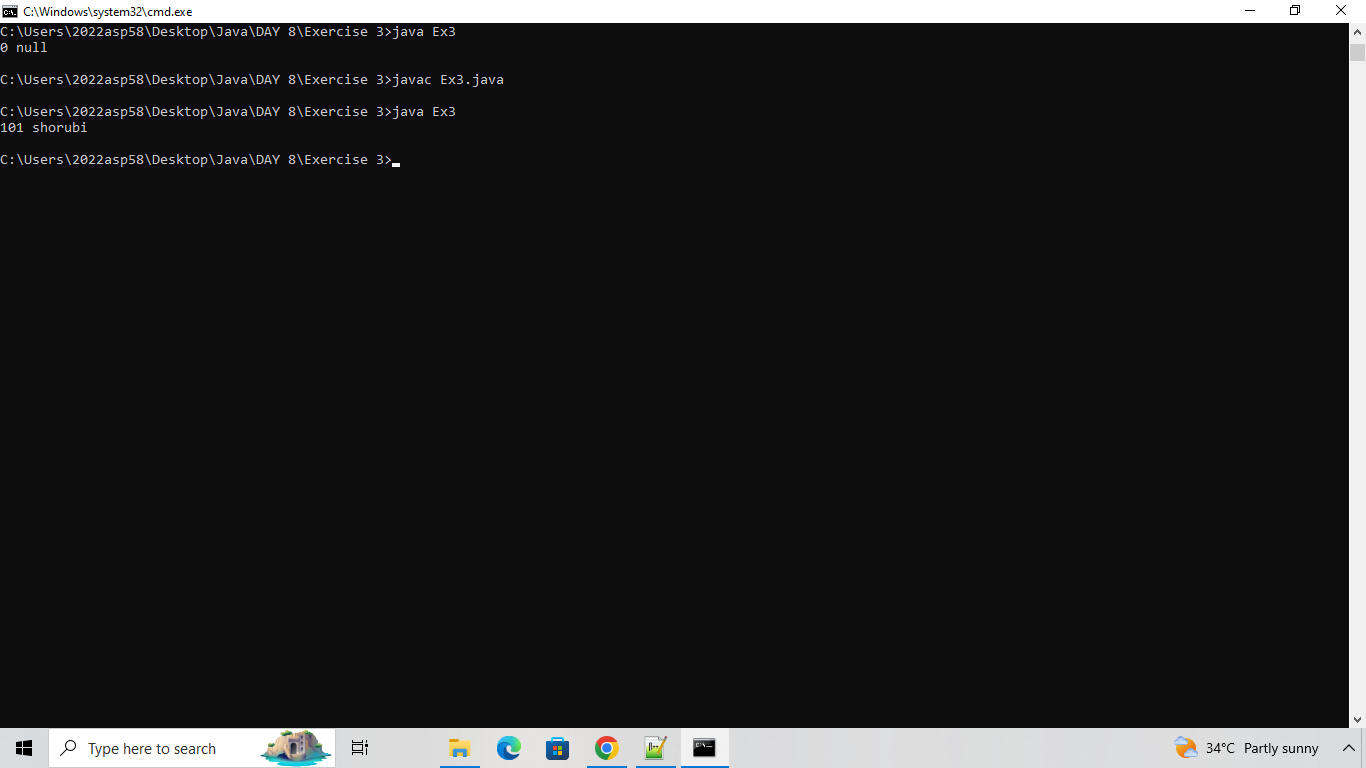 C:\Windows\system32\cmd.exe
C:\Users\2022asp58\Desktop\Java\DAY 8\Exercise 3>java Ex3
0 null
C:\Users\2022asp58\Desktop\Java\DAY 8\Exercise 3>javac Ex3.java
C:\Users\2022asp58\Desktop\Java\DAY 8\Exercise 3>java Ex3
101 shorubi
C:\Users\2022asp58\Desktop\Java\DAY 8\Exercise 3>
Type here to search
34°C Partly sunny